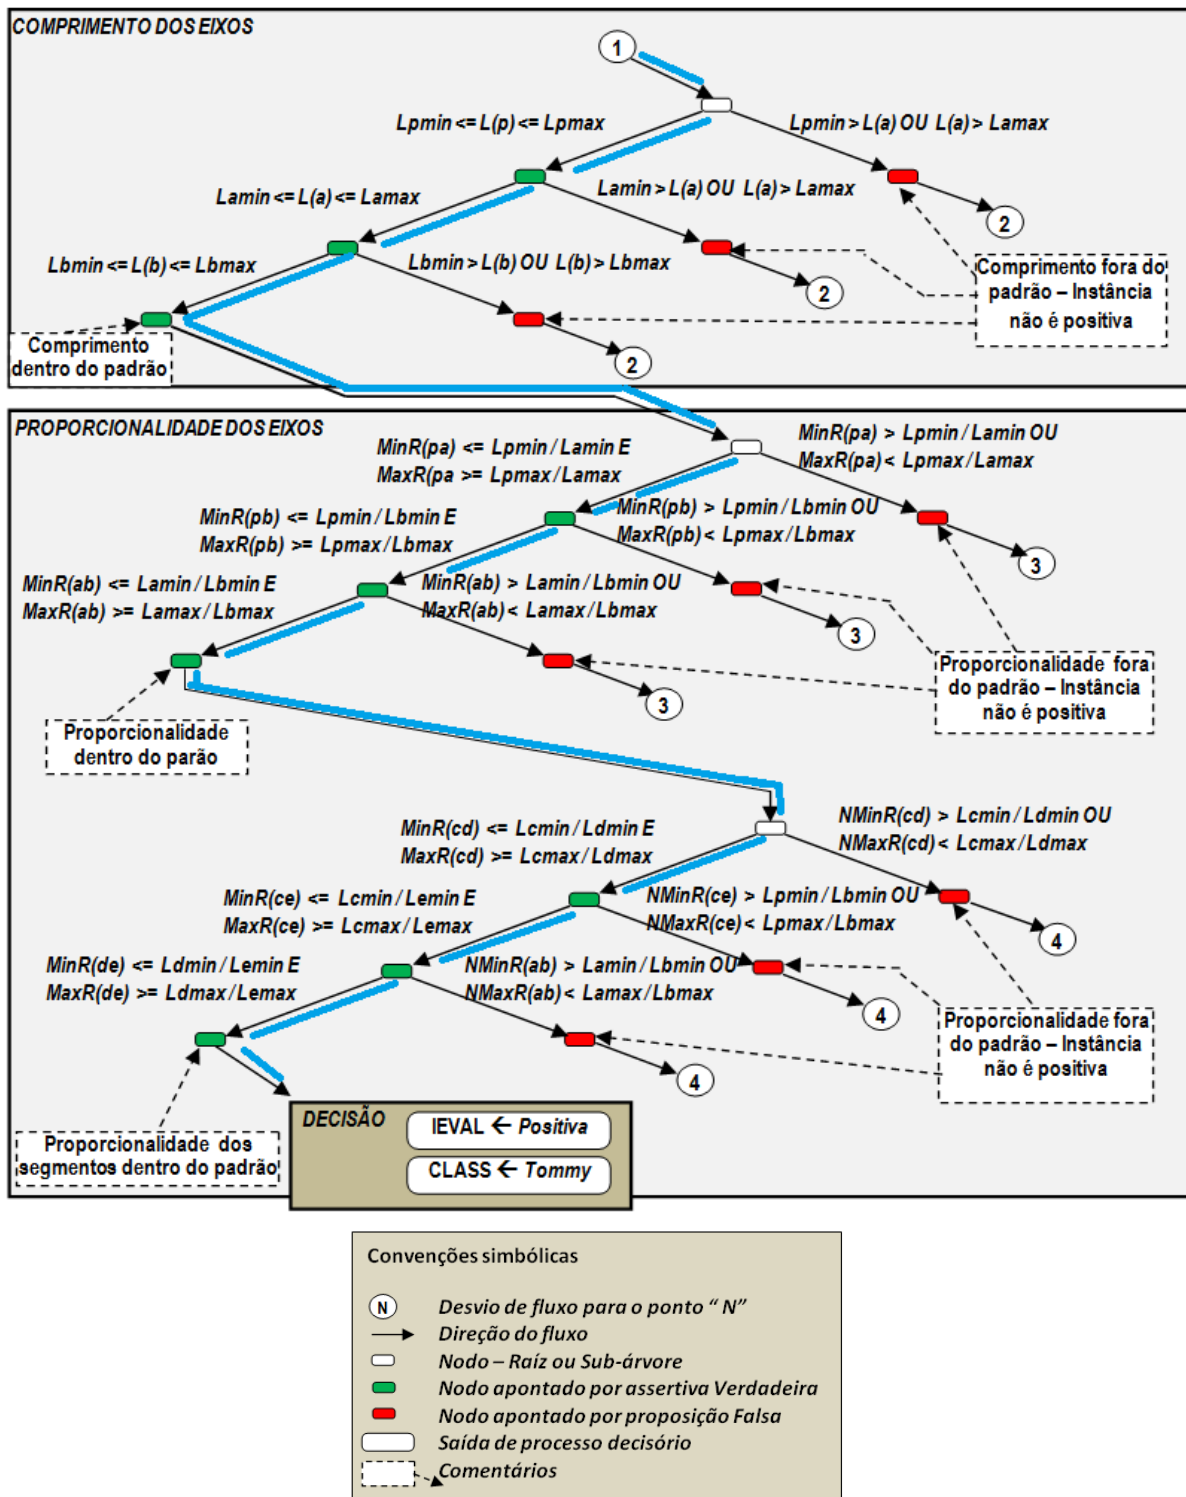 COMPRIMENTO DOS EIXOS
1
Lpmin <= L(p) <= Lpmax
Lpmin > L(a) OU L(a) > Lamax
Lamin <= L(a) <= Lamax
Lamin > L(a) OU L(a) > Lamax
2
Lbmin <= L(b) <= Lbmax
Lbmin > L(b) OU L(b) > Lbmax
2
Comprimento fora do
padrão – Instância
não é positiva
Comprimento
dentro do padrão
2
PROPORCIONALIDADE DOS EIXOS
MinR(pa) <= Lpmin / Lamin E
MaxR(pa >= Lpmax / Lamax
MinR(pa) > Lpmin / Lamin OU
MaxR(pa) < Lpmax / Lamax
MinR(pb) <= Lpmin / Lbmin E
MaxR(pb) >= Lpmax / Lbmax
MinR(pb) > Lpmin / Lbmin OU
MaxR(pb) < Lpmax / Lbmax
3
MinR(ab) <= Lamin / Lbmin E
MaxR(ab) >= Lamax / Lbmax
MinR(ab) > Lamin / Lbmin OU
MaxR(ab) < Lamax / Lbmax
3
Proporcionalidade fora
do padrão – Instância
não é positiva
3
Proporcionalidade
dentro do parão
MinR(cd) <= Lcmin / Ldmin E
MaxR(cd) >= Lcmax / Ldmax
NMinR(cd) > Lcmin / Ldmin OU
NMaxR(cd) < Lcmax / Ldmax
MinR(ce) <= Lcmin / Lemin E
MaxR(ce) >= Lcmax / Lemax
NMinR(ce) > Lpmin / Lbmin OU
NMaxR(ce) < Lpmax / Lbmax
4
MinR(de) <= Ldmin / Lemin E
MaxR(de) >= Ldmax / Lemax
NMinR(ab) > Lamin / Lbmin OU
NMaxR(ab) < Lamax / Lbmax
4
Proporcionalidade fora
do padrão – Instância
não é positiva
4
Proporcionalidade dos
segmentos dentro do padrão
DECISÃO
IEVAL ← Positiva
CLASS ← Tommy
Convenções simbólicas
N
Desvio de fluxo para o ponto “ N”
Direção do fluxo
Nodo – Raíz ou Sub-árvore
Nodo apontado por assertiva Verdadeira
Nodo apontado por proposição Falsa
Saída de processo decisório
Comentários